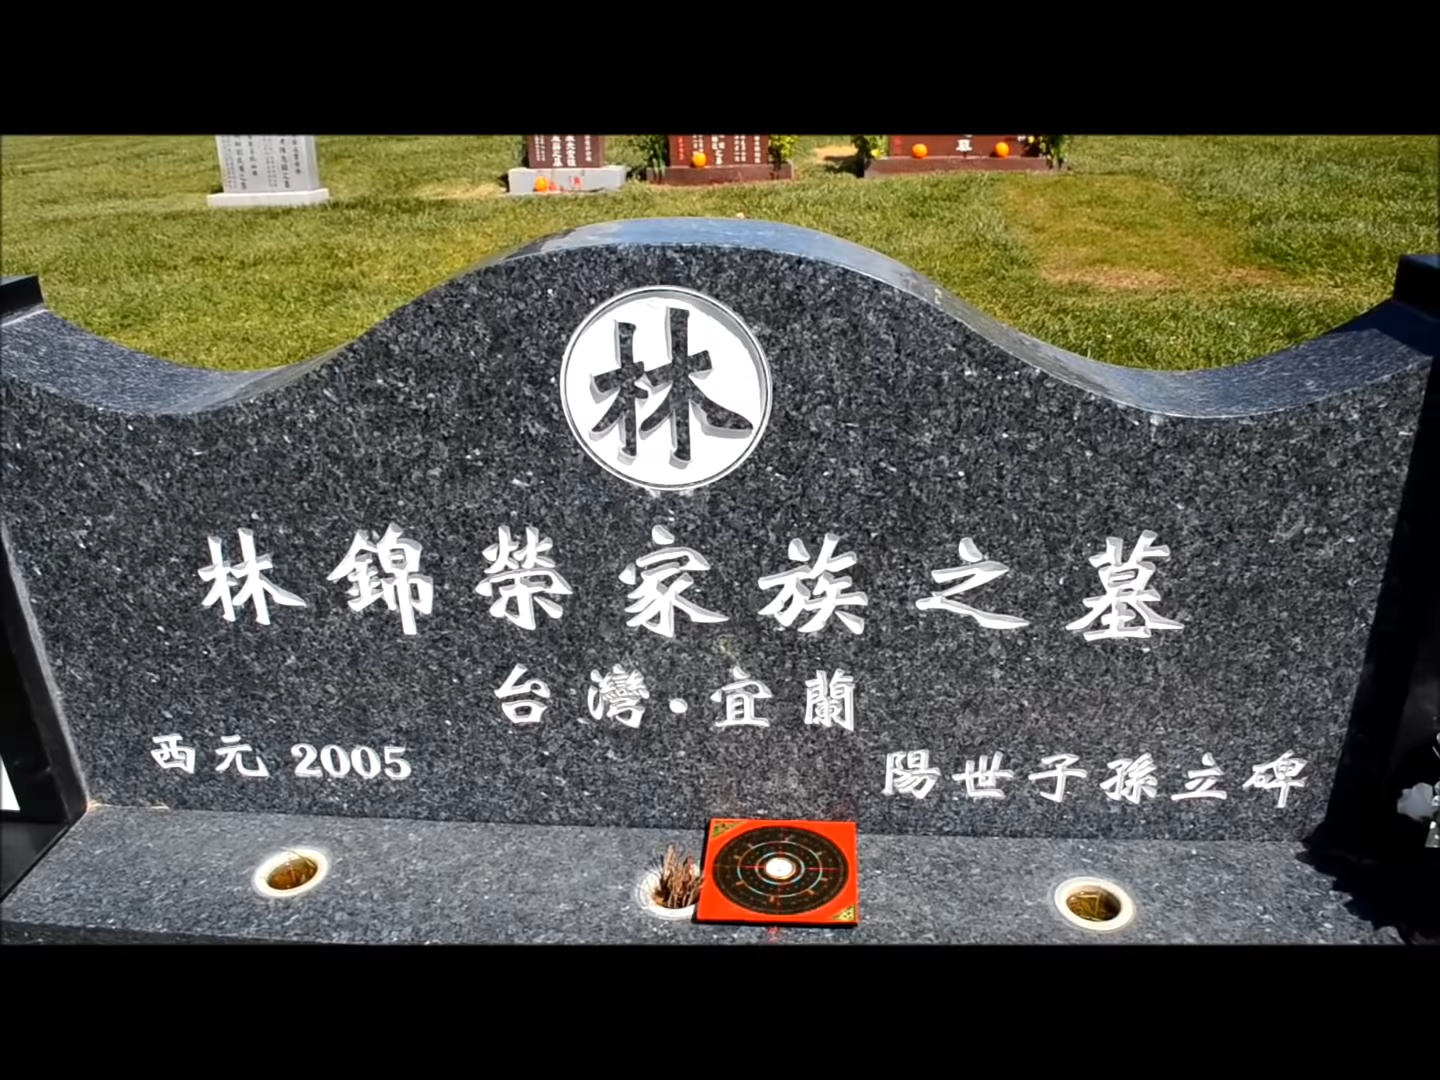 林
林錦榮家族之墓
台灣·宜蘭
西元 2005
陽世子孫立碑